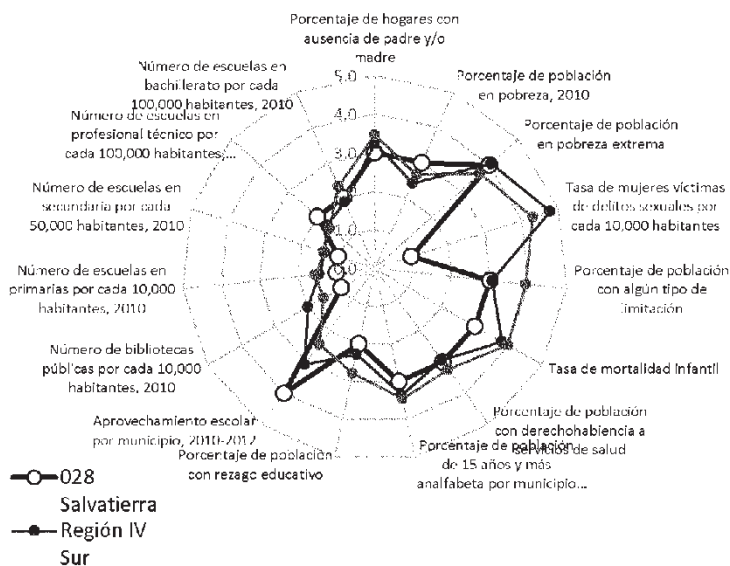 Porcentaje de hogares con
ausencia de padre y/o
madre
Porcentaje de población
en pobreza, 2010
Porcentaje de población
en pobreza extrema
Tasa de mujeres víctimas
de delitos sexuales por
cada 10,000 habitantes
Porcentaje de población
con algún tipo de
limitación
Tasa de mortalidad infantil
Porcentaje de población
con derechohabiencia a
servicios de salud
Porcentaje de población
de 15 años y más
analfabeta por municipio...
Porcentaje de población
con rezago educativo
Aprovechamiento escolar
por municipio, 2010-2012
Número de bibliotecas
públicas por cada 10,000
habitantes, 2010
Número de escuelas en
primarias por cada 10,000
habitantes, 2010
Número de escuelas en
secundaria por cada
50,000 habitantes, 2010
Número de escuelas en
profesional técnico por
cada 100,000 habitantes,...
Número de escuelas en
bachillerato por cada
100,000 habitantes, 2010
5.0
4.0
3.0
1.0
0.0
028
Salvatierra
Región IV
Sur